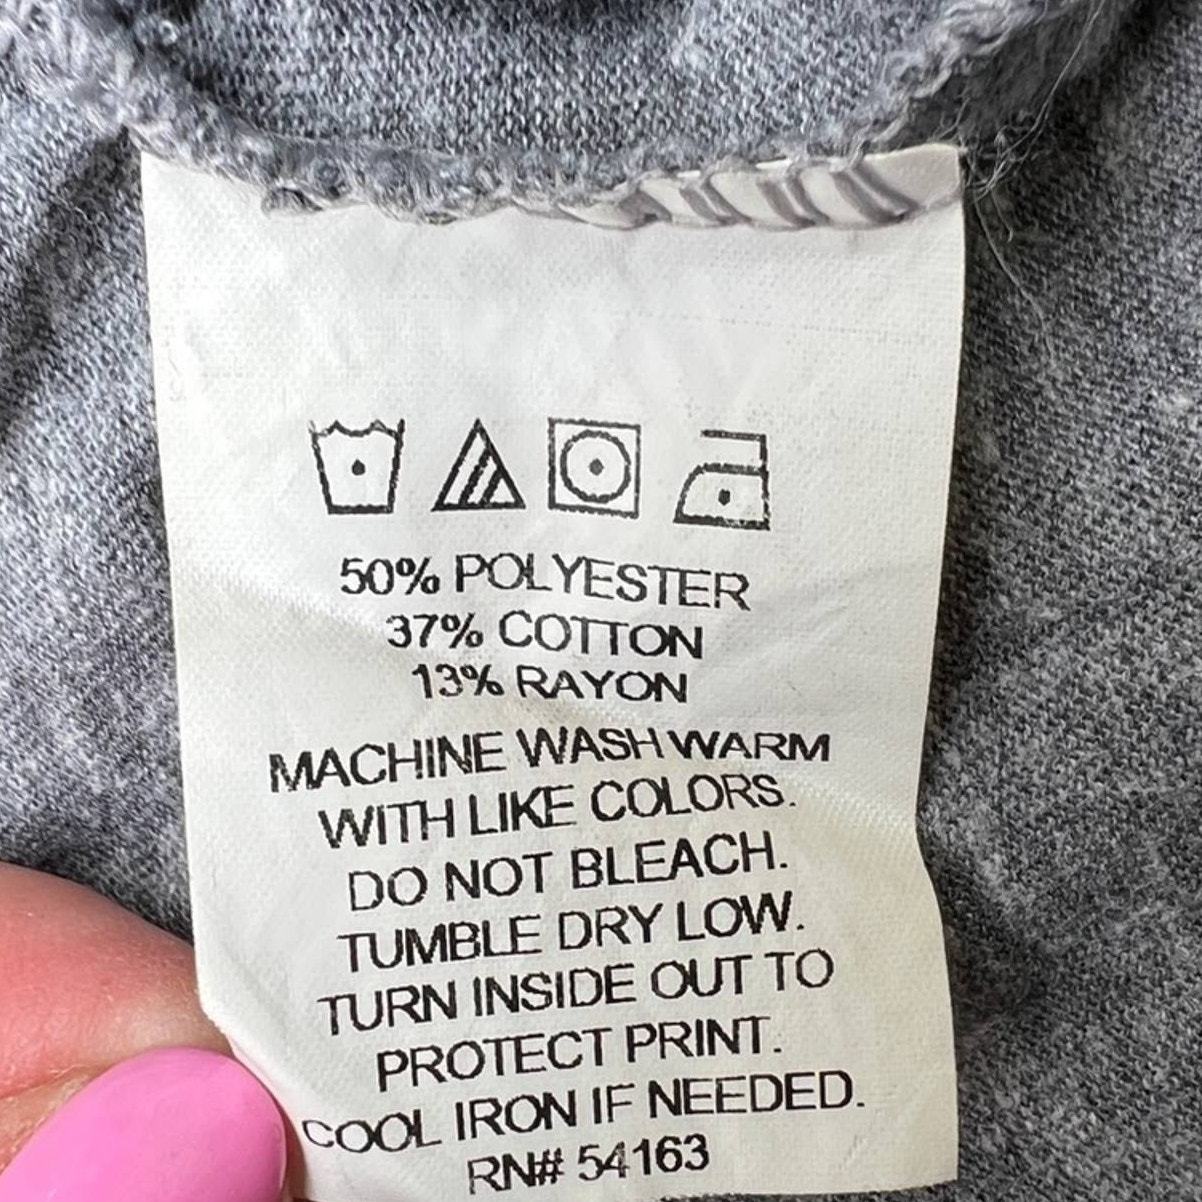 50% POLYESTER
37% COTTON
13% RAYON
MACHINE WASH WARM
WITH LIKE COLORS.
DO NOT BLEACH.
TUMBLE DRY LOW.
TURN INSIDE OUT TO
PROTECT PRINT.
COOL IRON IF NEEDED.
RN# 54163